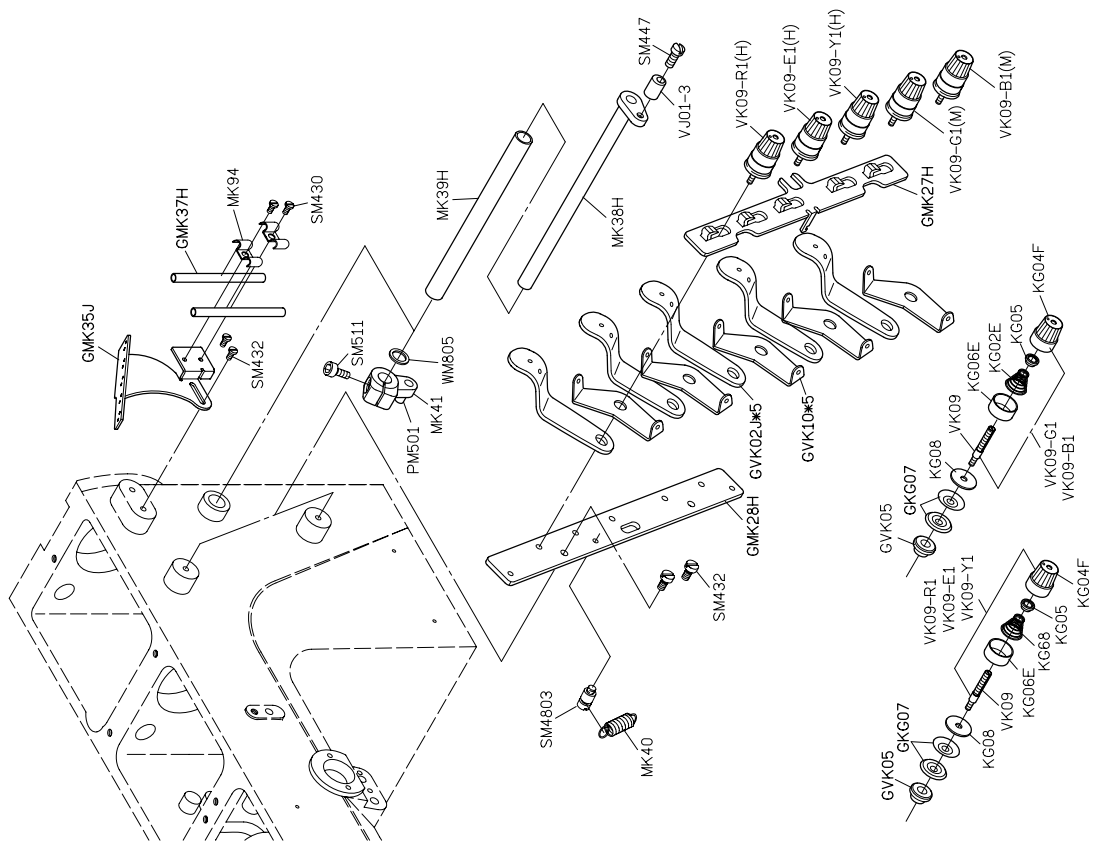 SM447
VJ01-3
VK09-R1(H)
VK09-E1(H)
VK09-Y1(H)
VK09-G1(M)
VK09-B1(M)
GMK37H
MK94
SM430
MK39H
MK38H
GMK27H
GMK35J
SM432
SM511
WM805
MK41
PM501
GVK02J*5
GVK10*5
GMK28H
SM432
SM4803
MK40
KG04F
KG05
KG02E
KG06E
VK09
KG08
GKG07
GVK05
VK09-G1
VK09-B1
VK09-R1
VK09-E1
VK09-Y1
KG04F
KG05
KG68
KG06E
VK09
KG08
GKG07
GVK05